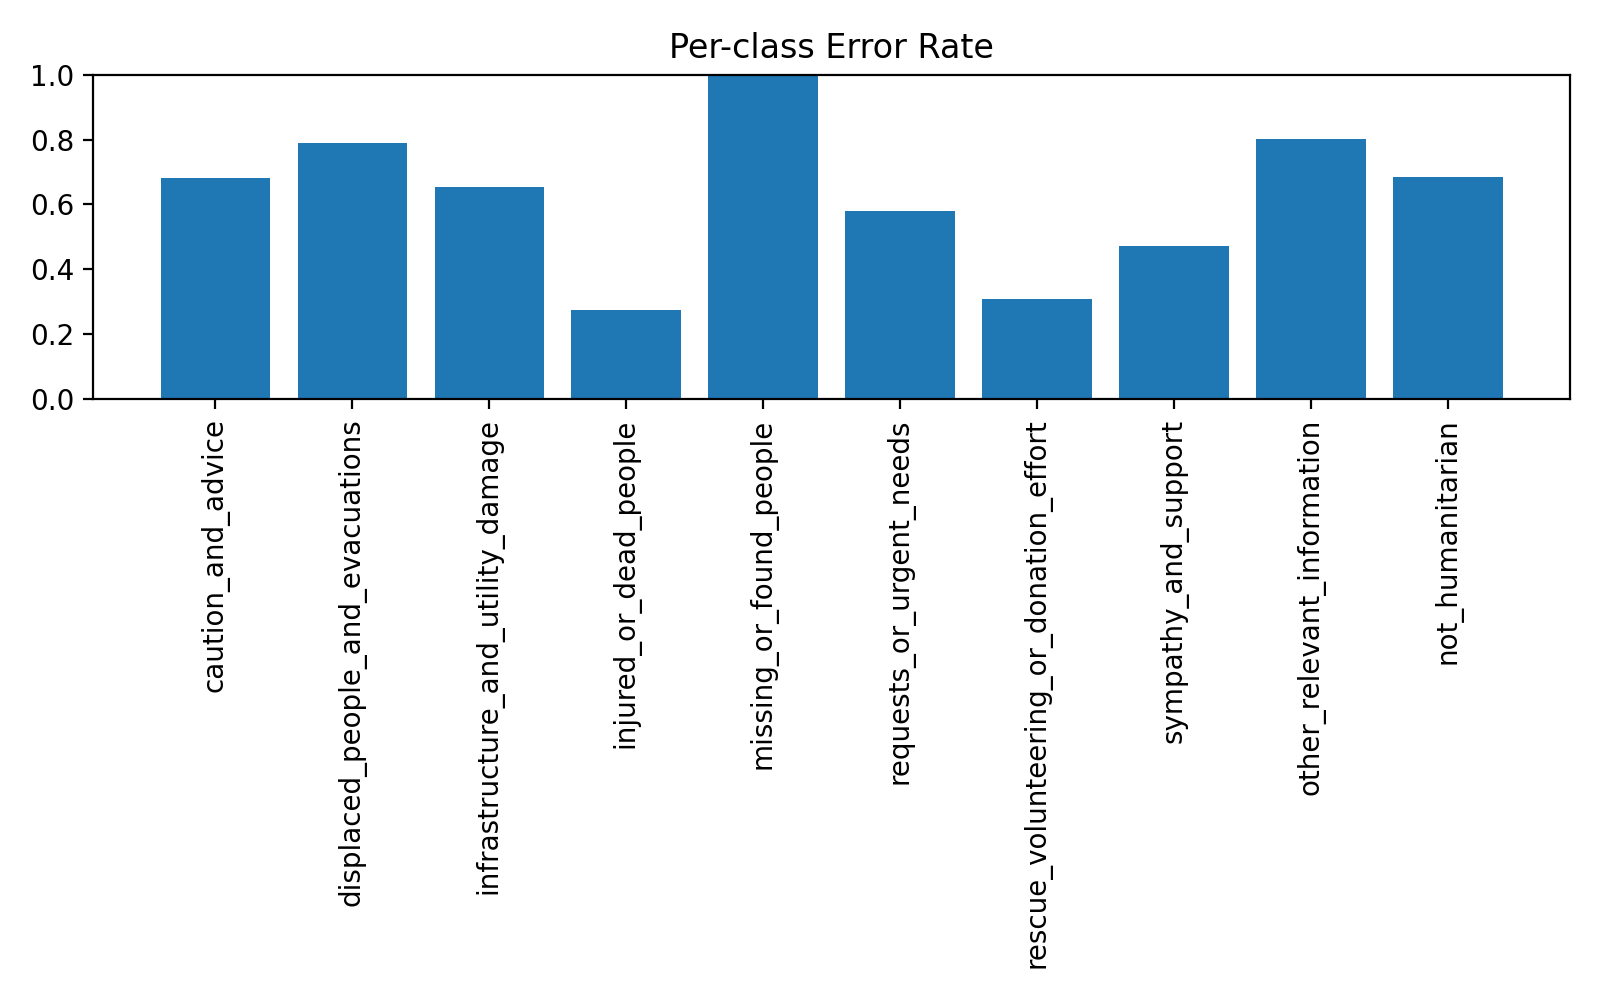 Per-class Error Rate
1.0
0.8
0.6
0.4
0.2
0.0
caution_and_advice
displaced_people_and_evacuations
infrastructure_and_utility_damage
injured_or_dead_people
missing_or_found_people
requests_or_urgent_needs
rescue_volunteering_or_donation_effort
sympathy_and_support
other_relevant_information
not_humanitarian